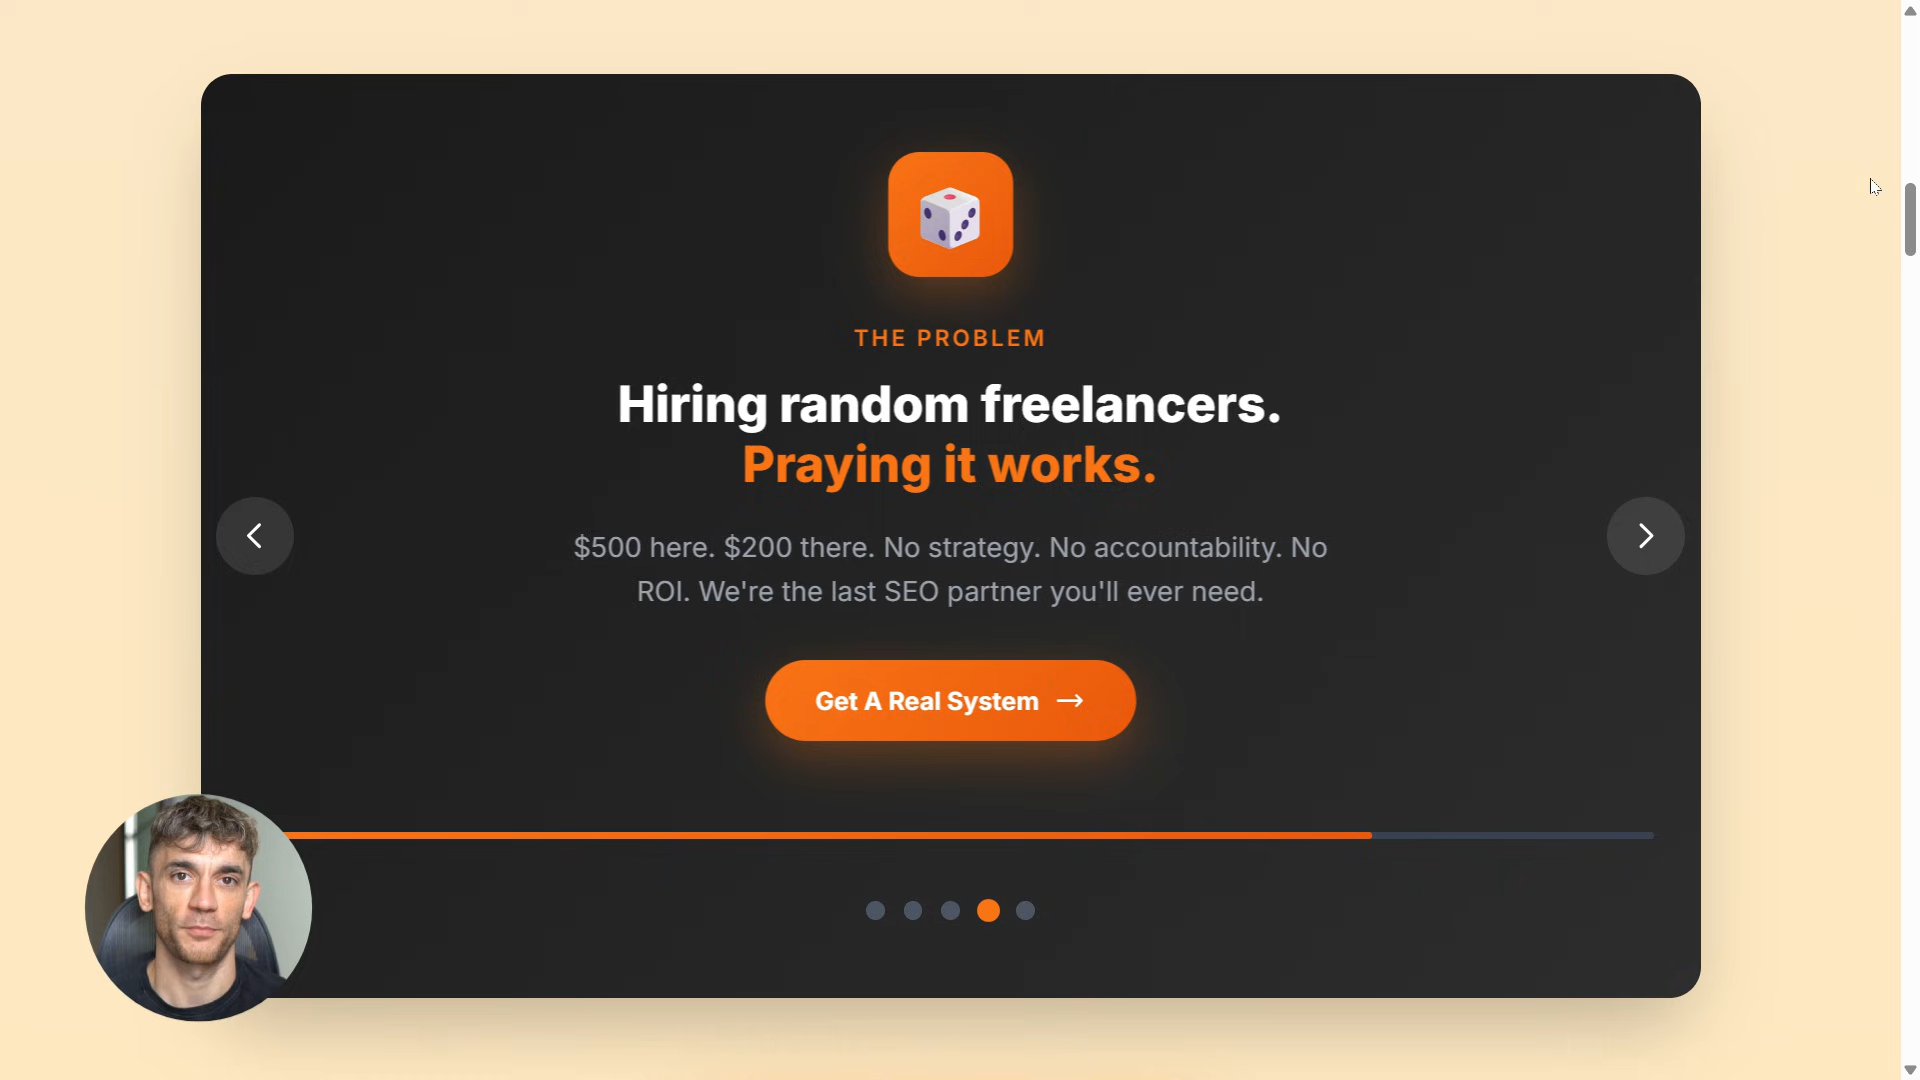 THE PROBLEM
Hiring random freelancers.
Praying it works.
$500 here. $200 there. No strategy. No accountability. No
ROI. We're the last SEO partner you'll ever need.
Get A Real System →